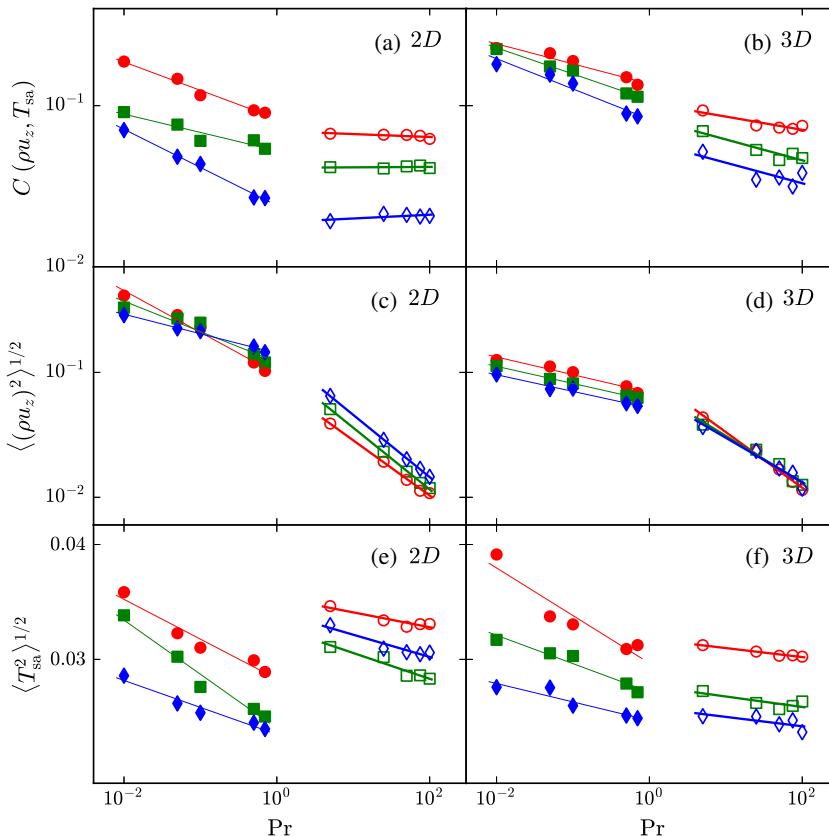 (a) 2D
(b) 3D
C (ρu_z, T_sa)
10^−1
10^−2
(c) 2D
(d) 3D
⟨(ρu_z)^2⟩^1/2
10^−1
10^−2
(e) 2D
(f) 3D
⟨T_sa^2⟩^1/2
0.04
0.03
10^−2 10^0 10^2 10^−2 10^0 10^2
Pr Pr